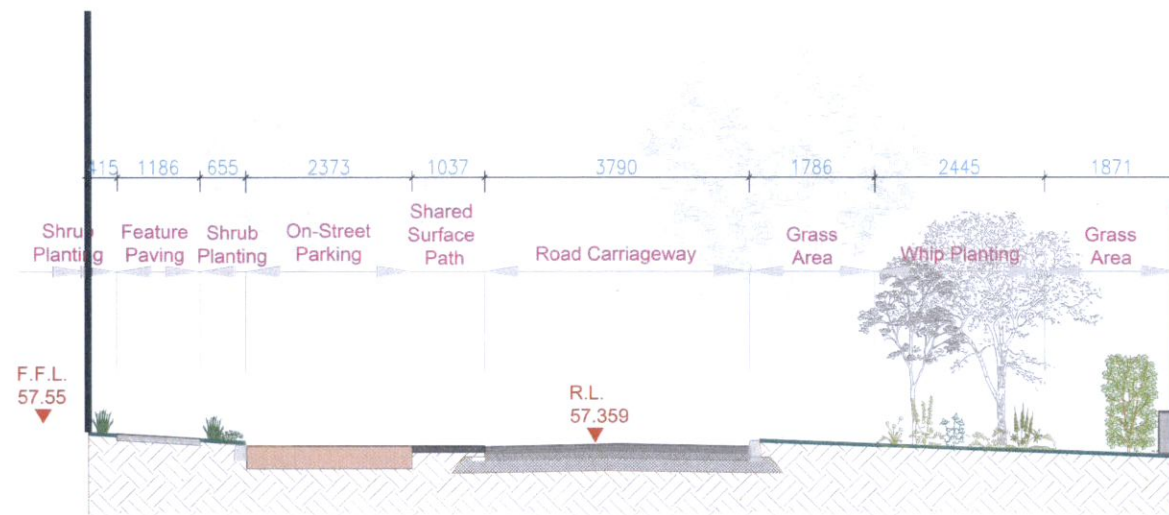 415 1186 655 2373 1037 3790 1786 2445 1871
Shrub Planting
Feature Paving
Shrub Planting
On-Street Parking
Shared Surface Path
Road Carriageway
Grass Area
Whip Planting
Grass Area
F.F.L.
57.55
R.L.
57.359